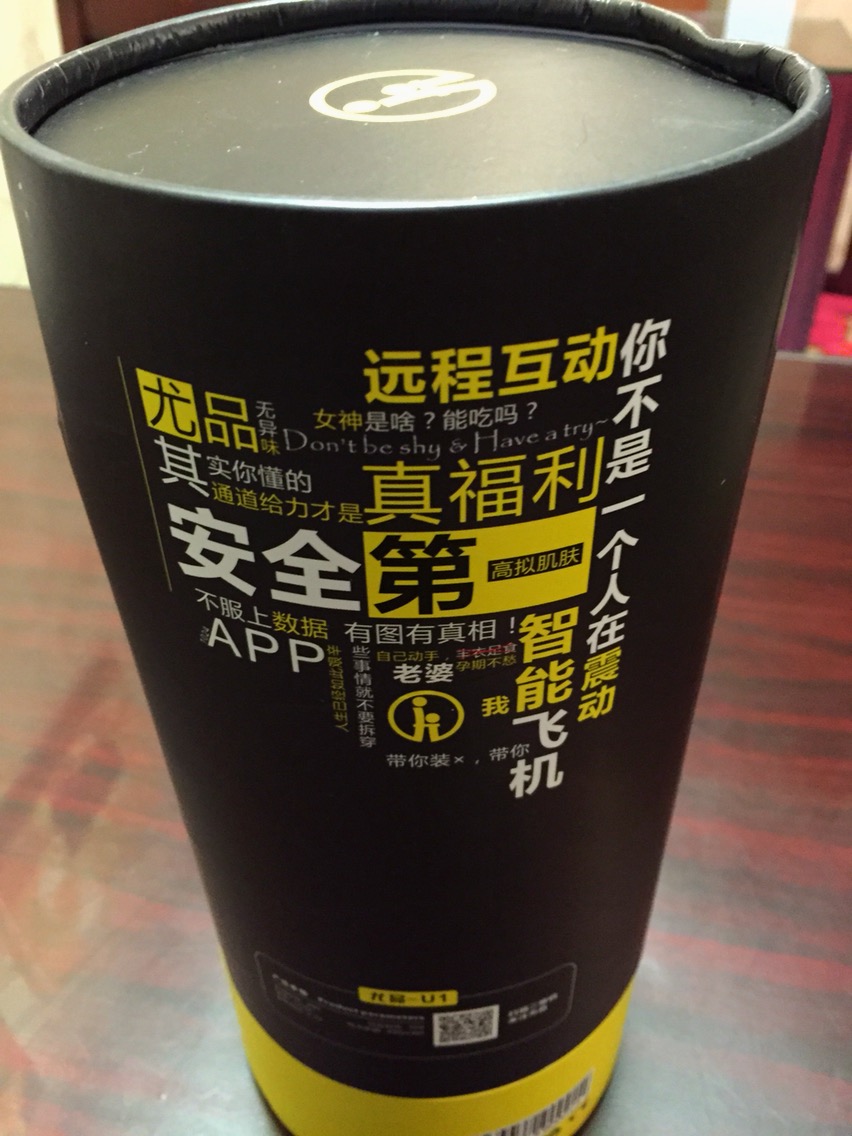 远程互动
你不是一个人在震动
尤品
无异味
女神是啥？能吃吗？
Don't be shy & Have a try~
其实你懂的
通道给力才是真福利
安全第一
高拟肌肤
不服上数据
有图有真相！
APP
智能飞机
些事情就不要拆穿
自己动手，丰衣足食
孕期不愁
老婆
我
带你装×，带你
尤品-U1
Product parameters